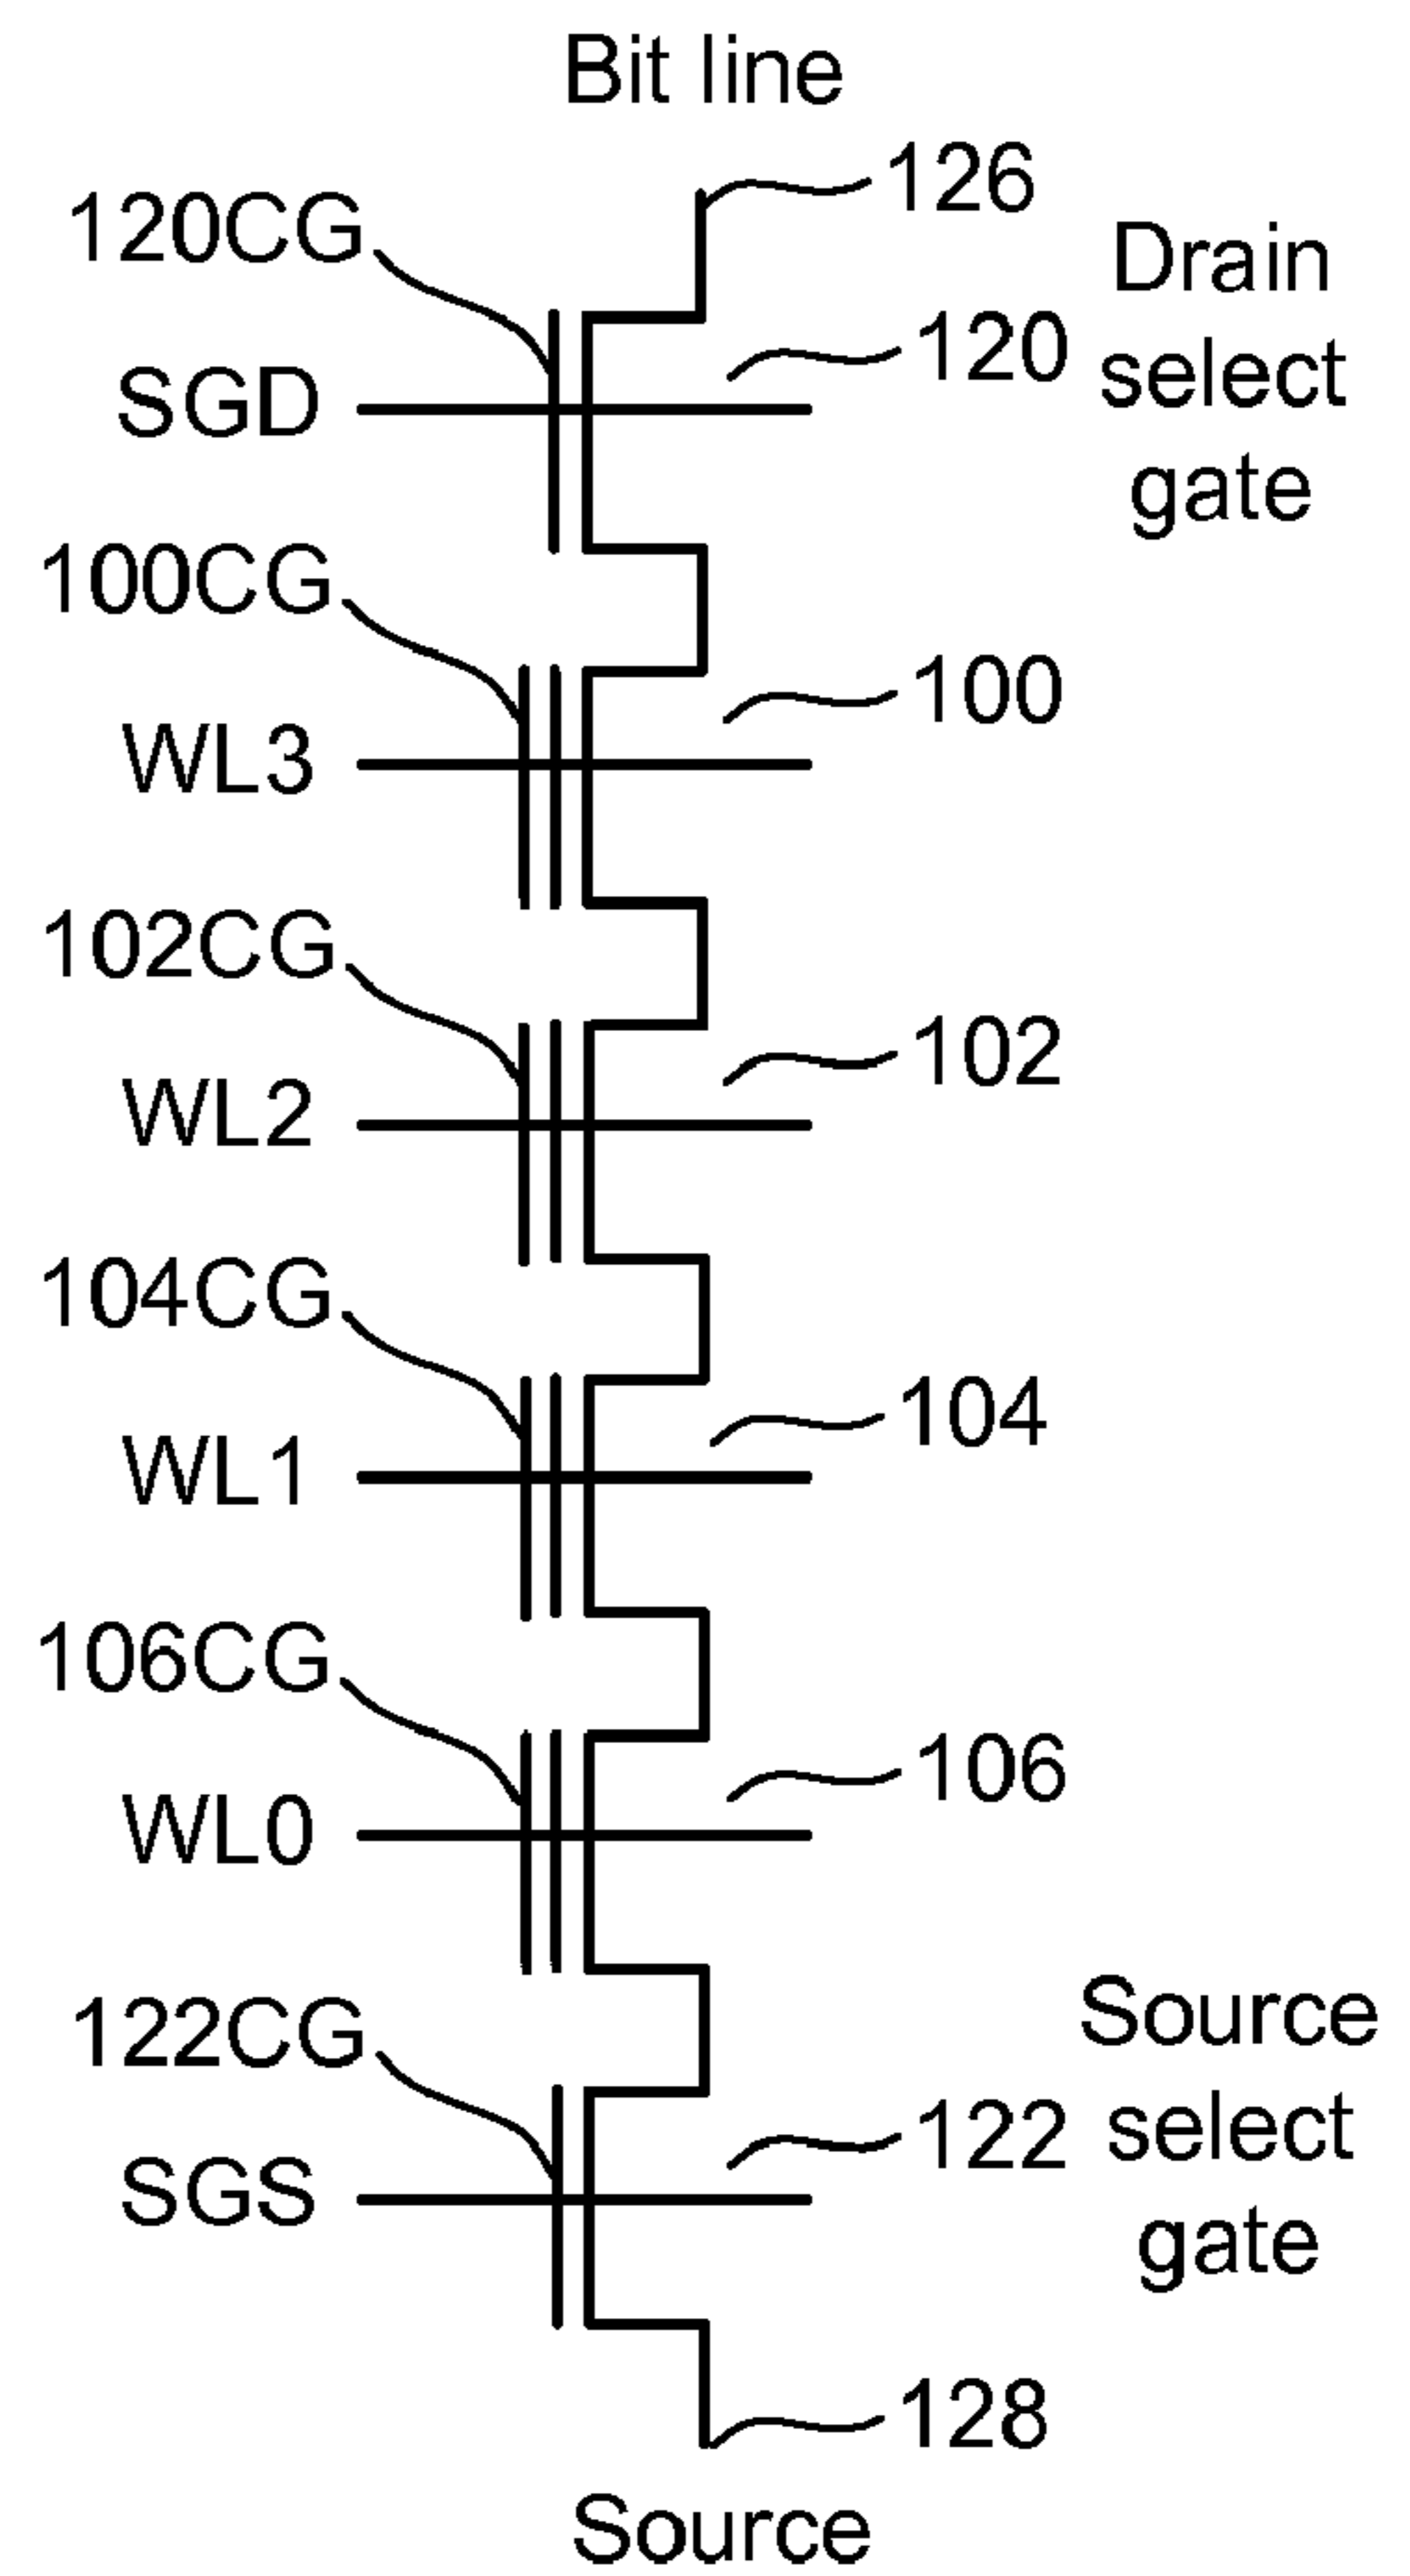 Bit line
126
120CG
Drain
select
gate
120
SGD
100CG
100
WL3
102CG
102
WL2
104CG
104
WL1
106CG
106
WL0
122CG
Source
select
gate
122
SGS
128
Source